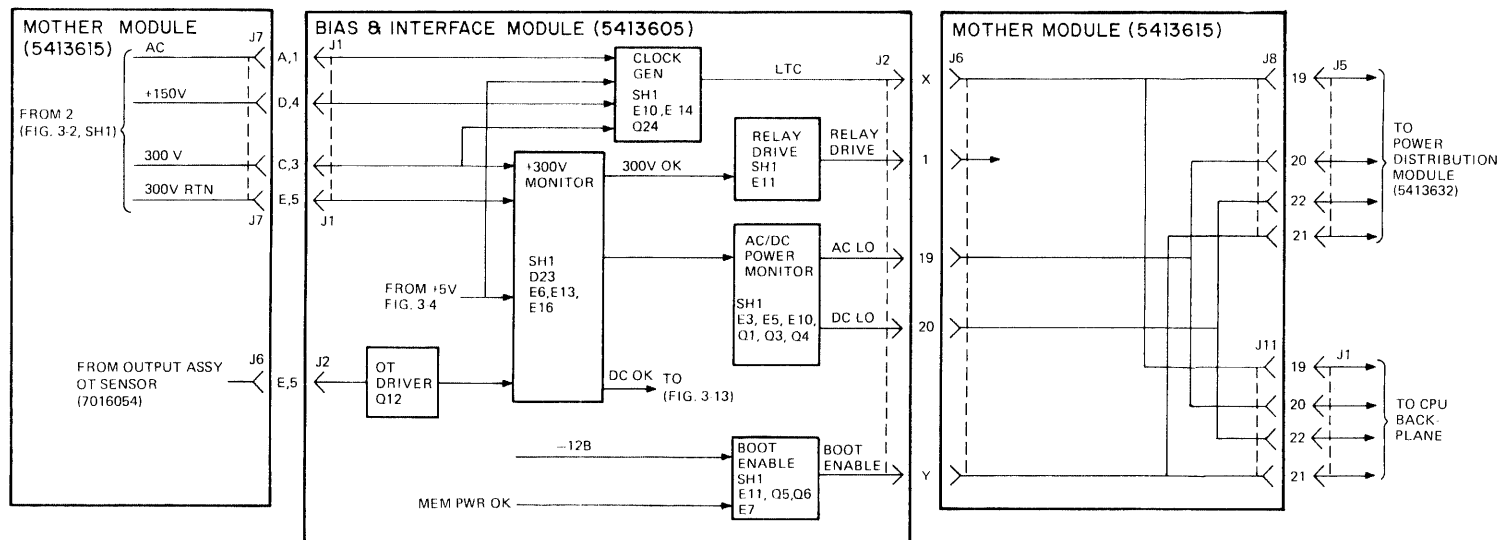 MOTHER MODULE
(5413615)
AC
J7
A,1
+150V
D,4
FROM 2
(FIG. 3-2, SH1)
300 V
C,3
300V RTN
E,5
J7
J6
FROM OUTPUT ASSY
OT SENSOR
(7016054)
E,5
BIAS & INTERFACE MODULE (5413605)
J1
J1
CLOCK
GEN
SH1
E10,E 14
Q24
LTC
J2
X
+300V
MONITOR
SH1
D23
E6,E13,
E16
300V OK
RELAY
DRIVE
SH1
E11
RELAY
DRIVE
1
FROM +5V
FIG. 3-4
AC/DC
POWER
MONITOR
SH1
E3, E5, E10,
Q1, Q3, Q4
AC LO
19
DC LO
20
J2
OT
DRIVER
Q12
DC OK
TO
(FIG. 3-13)
−12B
MEM PWR OK
BOOT
ENABLE
SH1
E11, Q5,Q6
E7
BOOT
ENABLE
Y
MOTHER MODULE (5413615)
J6
J8
J5
19
20
22
21
TO
POWER
DISTRIBUTION
MODULE
(5413632)
J11
J1
19
20
22
21
TO CPU
BACK-
PLANE